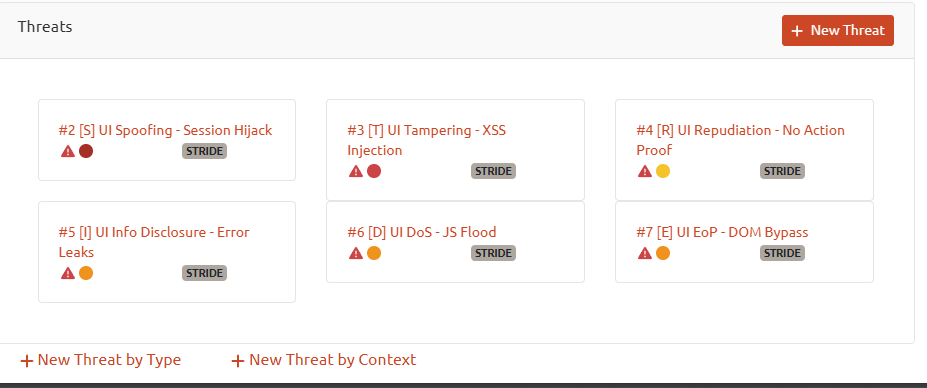 Threats
+ New Threat
#2 [S] UI Spoofing - Session Hijack
STRIDE
#3 [T] UI Tampering - XSS
Injection
STRIDE
#4 [R] UI Repudiation - No Action
Proof
STRIDE
#5 [I] UI Info Disclosure - Error
Leaks
STRIDE
#6 [D] UI DoS - JS Flood
STRIDE
#7 [E] UI EoP - DOM Bypass
STRIDE
+ New Threat by Type
+ New Threat by Context